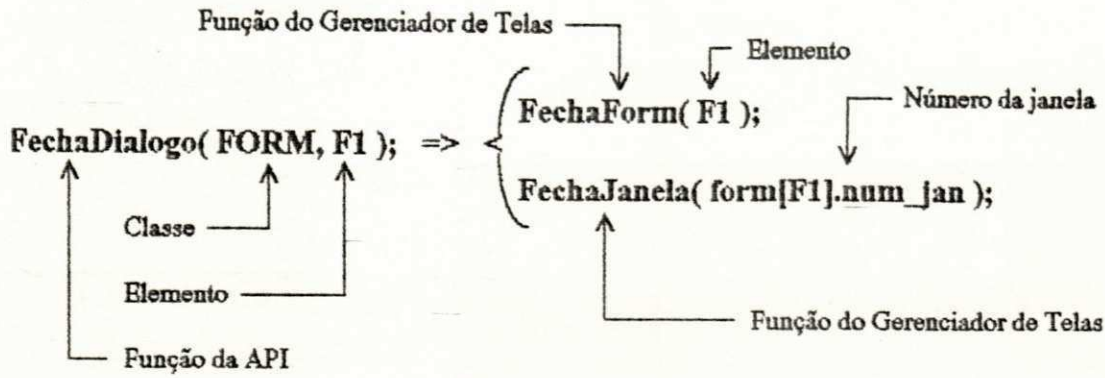 Função do Gerenciador de Telas
Elemento
FechaForm( F1 );
Número da janela
FechaDialogo( FORM, F1 ); =>
FechaJanela( form[F1].num_jan );
Classe
Elemento
Função do Gerenciador de Telas
Função da API